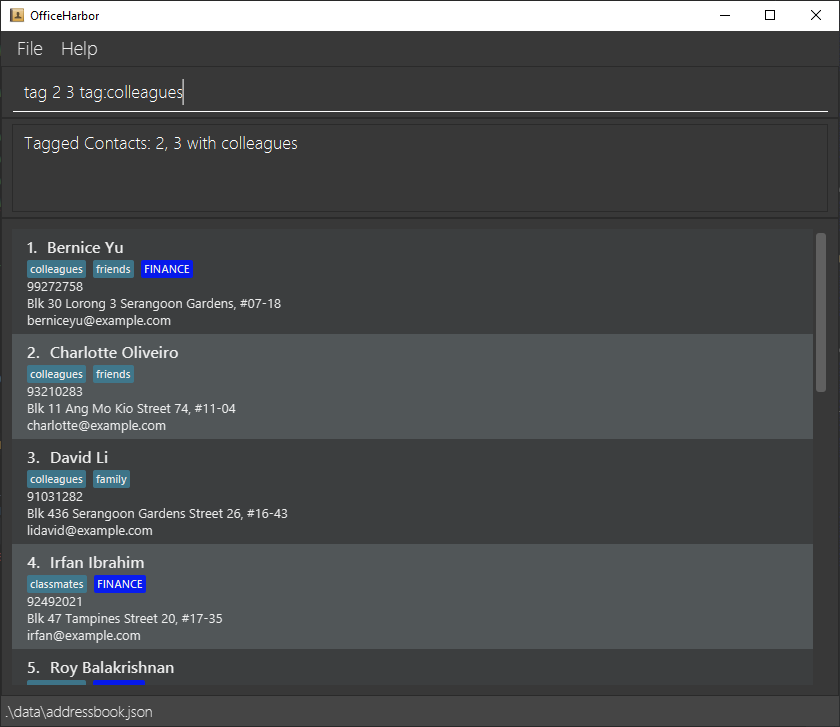 OfficeHarbor
File Help
tag 2 3 tag:colleagues
Tagged Contacts: 2, 3 with colleagues
1. Bernice Yu
colleagues friends FINANCE
99272758
Blk 30 Lorong 3 Serangoon Gardens, #07-18
berniceyu@example.com
2. Charlotte Oliveiro
colleagues friends
93210283
Blk 11 Ang Mo Kio Street 74, #11-04
charlotte@example.com
3. David Li
colleagues family
91031282
Blk 436 Serangoon Gardens Street 26, #16-43
lidavid@example.com
4. Irfan Ibrahim
classmates FINANCE
92492021
Blk 47 Tampines Street 20, #17-35
irfan@example.com
5. Roy Balakrishnan
.\data\addressbook.json